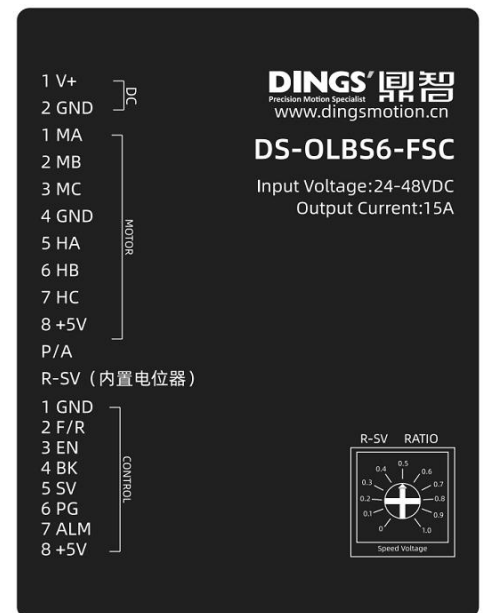 1 V+
2 GND
DC
1 MA
2 MB
3 MC
4 GND
5 HA
6 HB
7 HC
8 +5V
MOTOR
P/A
R-SV（内置电位器）
1 GND
2 F/R
3 EN
4 BK
5 SV
6 PG
7 ALM
8 +5V
CONTROL
DINGS' 鼎智
Precision Motion Specialist
www.dingsmotion.cn
DS-OLBS6-FSC
Input Voltage:24-48VDC
Output Current:15A
R-SV RATIO
0
0.1
0.2
0.3
0.4
0.5
0.6
0.7
0.8
0.9
1.0
Speed Voltage